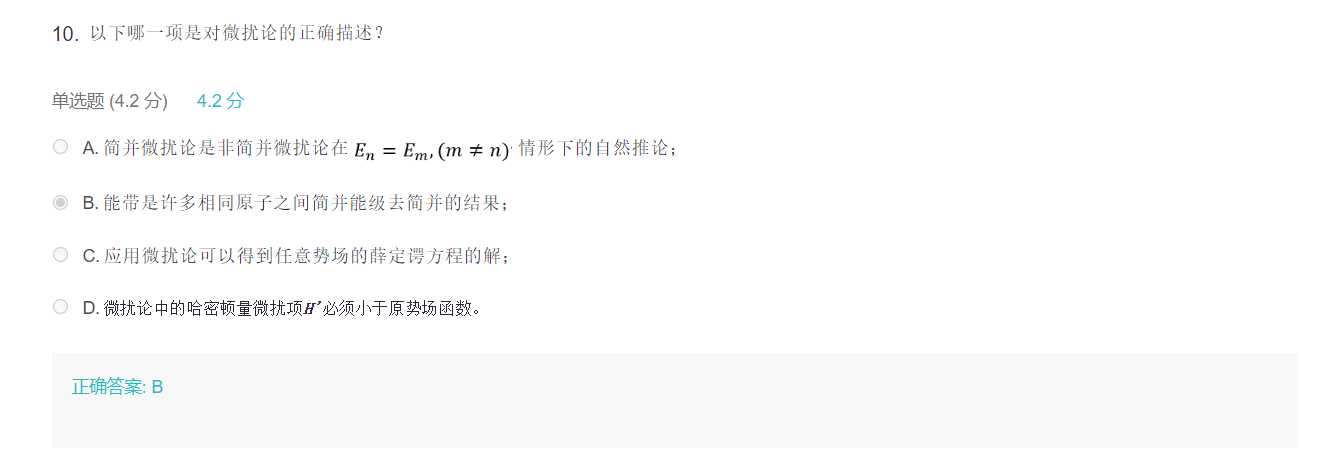 10. 以下哪一项是对微扰论的正确描述？
单选题 (4.2 分) 4.2 分
A. 简并微扰论是非简并微扰论在 Eₙ = Eₘ, (m ≠ n) 情形下的自然推论；
B. 能带是许多相同原子之间简并能级去简并的结果；
C. 应用微扰论可以得到任意势场的薛定谔方程的解；
D. 微扰论中的哈密顿量微扰项H′必须小于原势场函数。
正确答案: B